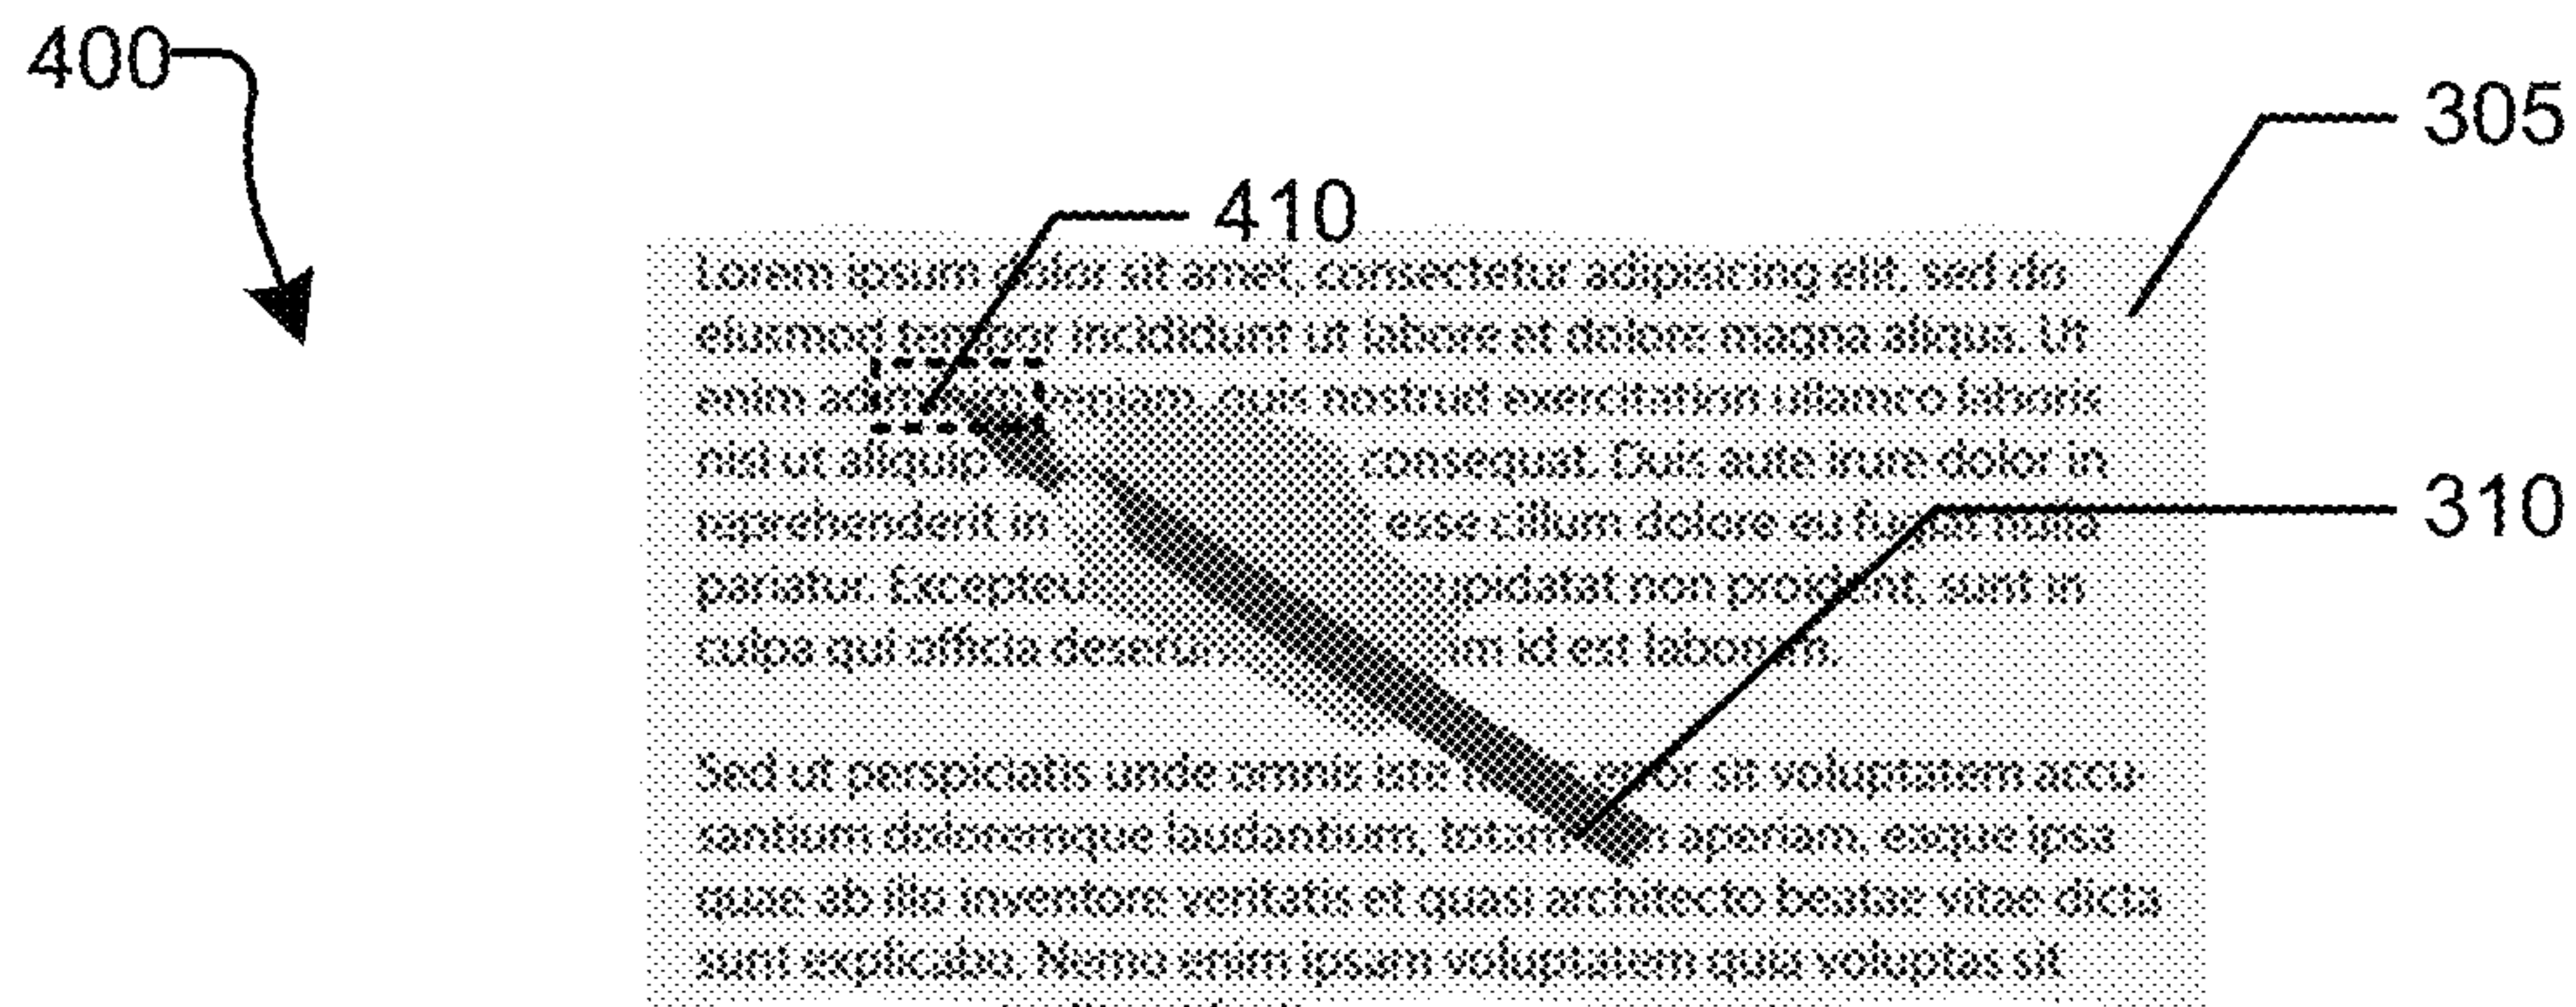 400
305
410
Lorem ipsum dolor sit amet, consectetur adipisicing elit, sed do
eiusmod tempor incididunt ut labore et dolore magna aliqua. Ut
enim ad veniam, quis nostrud exercitation ullamco laboris
nisi ut aliquip consequat. Duis aute irure dolor in
310
reprehenderit in esse cillum dolore eu fugiat nulla
pariatur. Excepteu upidatat non proident, sunt in
culpa qui officia deserun im id est laborum.
Sed ut perspiciatis unde omnis iste error sit voluptatem accu-
santium doloremque laudantium, totam aperiam, eaque ipsa
quae ab illo inventore veritatis et quasi architecto beatae vitae dicta
sunt explicabo. Nemo enim ipsam voluptatem quia voluptas sit